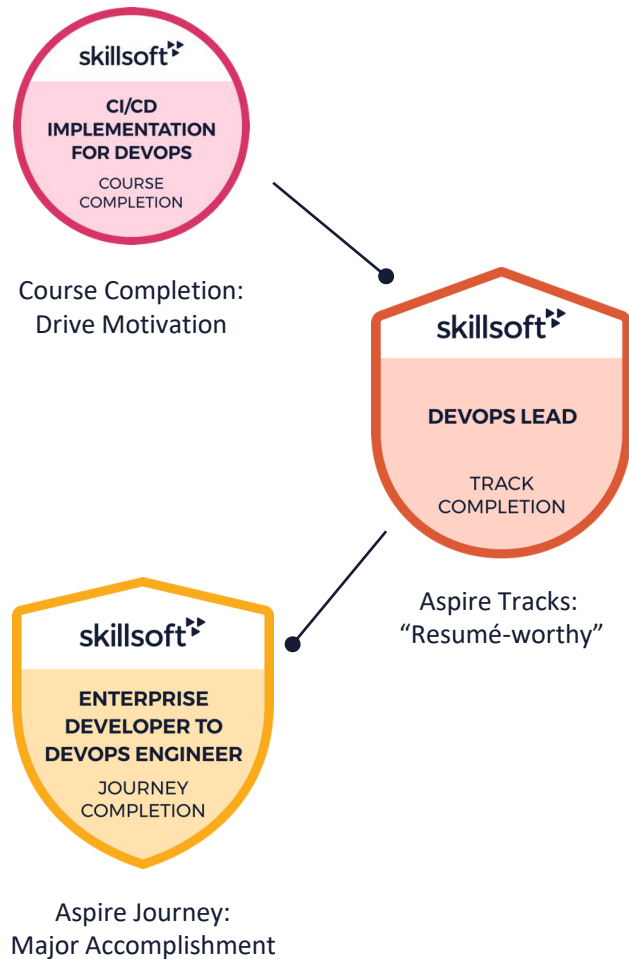 skillsoft
CI/CD
IMPLEMENTATION
FOR DEVOPS
COURSE
COMPLETION
Course Completion:
Drive Motivation
skillsoft
DEVOPS LEAD
TRACK
COMPLETION
Aspire Tracks:
“Resumé-worthy”
skillsoft
ENTERPRISE
DEVELOPER TO
DEVOPS ENGINEER
JOURNEY
COMPLETION
Aspire Journey:
Major Accomplishment